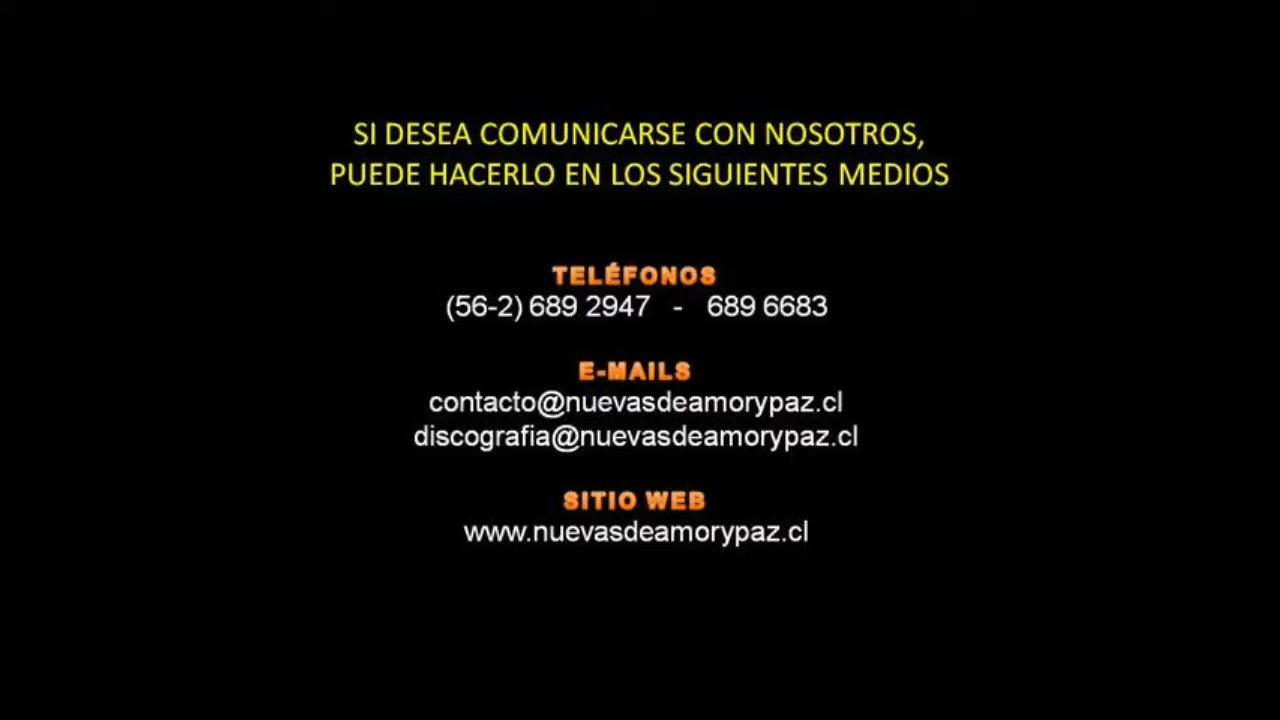 SI DESEA COMUNICARSE CON NOSOTROS,
PUEDE HACERLO EN LOS SIGUIENTES MEDIOS
TELÉFONOS
(56-2) 689 2947 - 689 6683
E-MAILS
contacto@nuevasdeamorypaz.cl
discografia@nuevasdeamorypaz.cl
SITIO WEB
www.nuevasdeamorypaz.cl